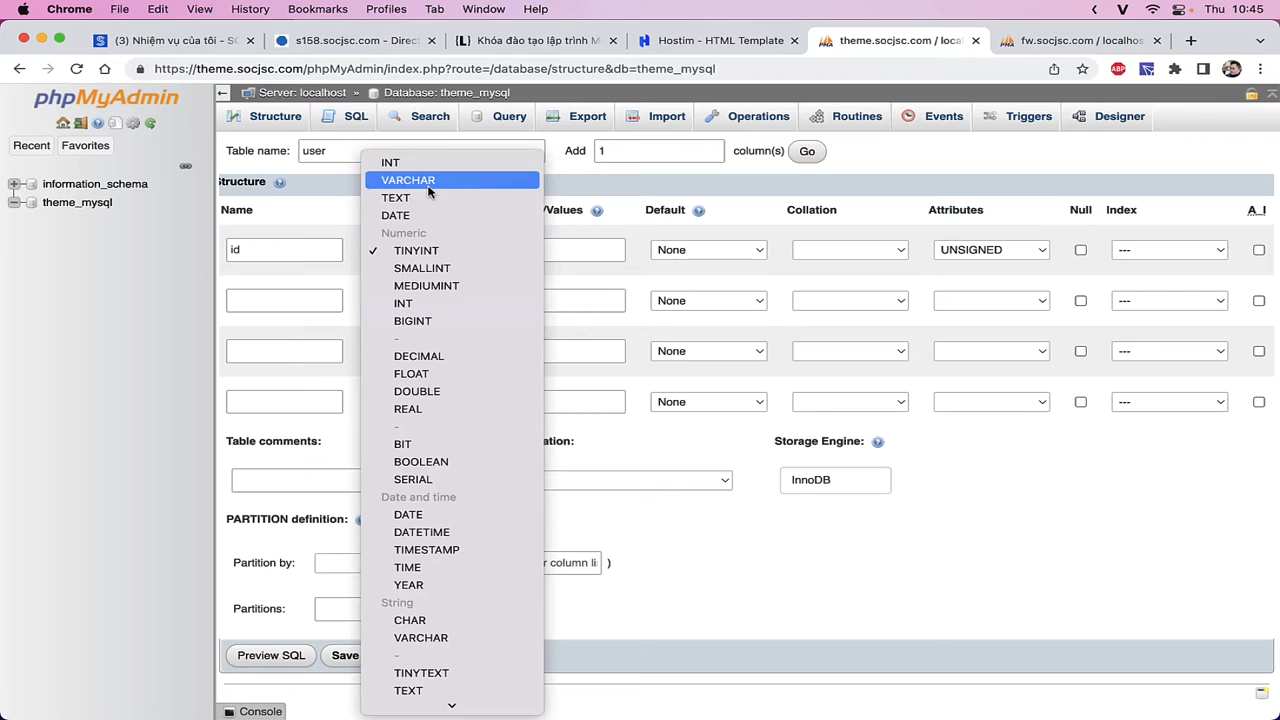 Chrome File Edit View History Bookmarks Profiles Tab Window Help Thu 10:45
(3) Nhiệm vụ của tôi - SO
s158.socjsc.com - Direct
Khóa đào tạo lập trình M
Hostim - HTML Template
theme.socjsc.com / local
fw.socjsc.com / localhos
https://theme.socjsc.com/phpMyAdmin/index.php?route=/database/structure&db=theme_mysql
ABP
phpMyAdmin
Recent Favorites
information_schema
theme_mysql
Server: localhost » Database: theme_mysql
Structure SQL Search Query Export Import Operations Routines Events Triggers Designer
Table name: user Add 1 column(s) Go
Structure
Name /Values Default Collation Attributes Null Index A_I
id None UNSIGNED ---
None ---
None ---
None ---
INT
VARCHAR
TEXT
DATE
Numeric
✓ TINYINT
SMALLINT
MEDIUMINT
INT
BIGINT
-
DECIMAL
FLOAT
DOUBLE
REAL
-
BIT
BOOLEAN
SERIAL
Date and time
DATE
DATETIME
TIMESTAMP
TIME
YEAR
String
CHAR
VARCHAR
-
TINYTEXT
TEXT
Table comments: ation: Storage Engine:
InnoDB
PARTITION definition:
Partition by: r column li )
Partitions:
Preview SQL Save
Console